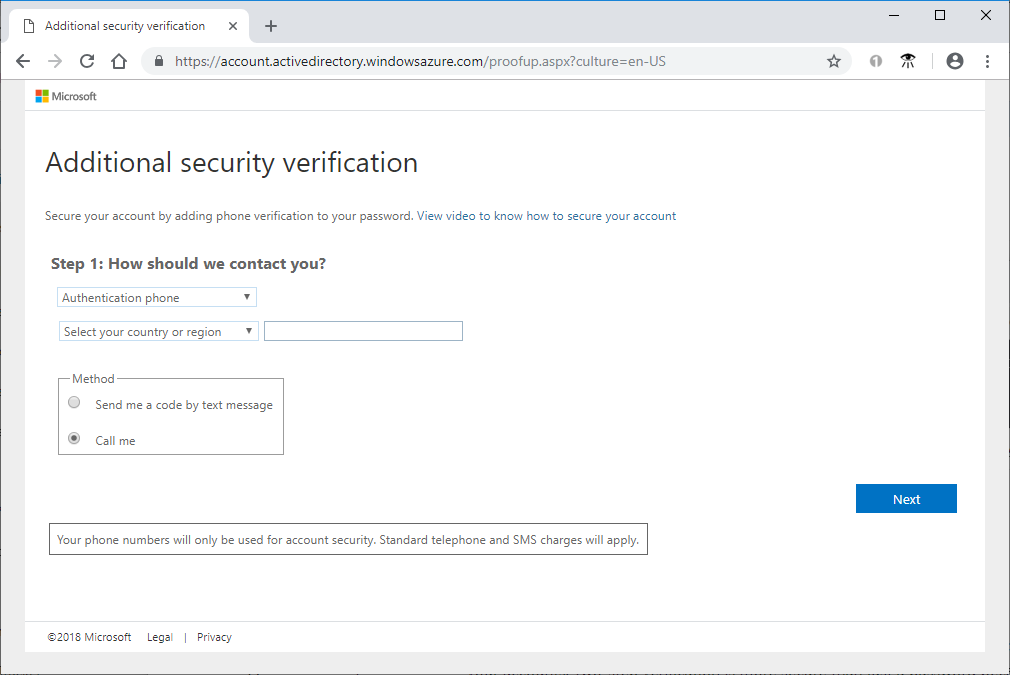 Additional security verification
https://account.activedirectory.windowsazure.com/proofup.aspx?culture=en-US
Microsoft
Additional security verification
Secure your account by adding phone verification to your password. View video to know how to secure your account
Step 1: How should we contact you?
Authentication phone
Select your country or region
Method
Send me a code by text message
Call me
Next
Your phone numbers will only be used for account security. Standard telephone and SMS charges will apply.
©2018 Microsoft Legal | Privacy